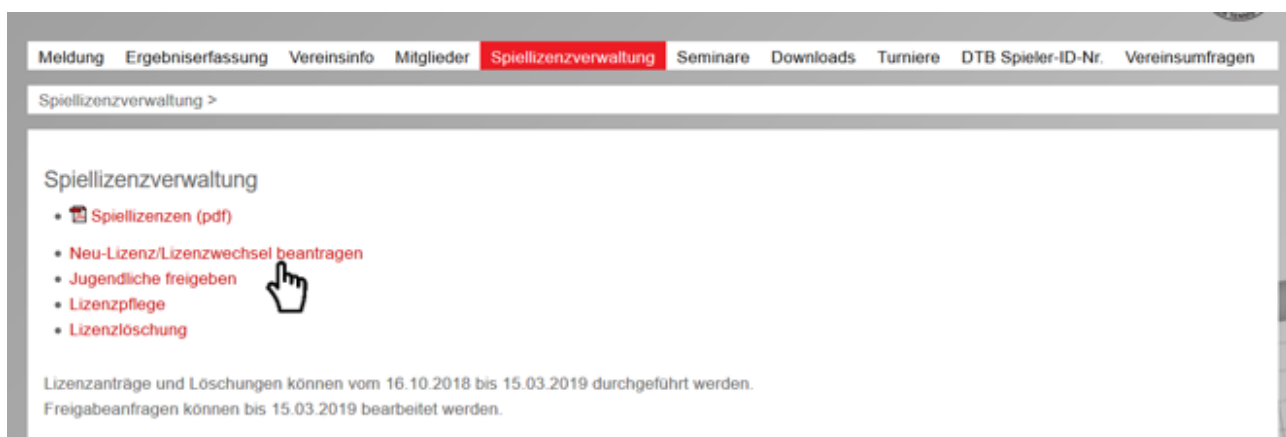 Meldung Ergebniserfassung Vereinsinfo Mitglieder Spiellizenzverwaltung Seminare Downloads Turniere DTB Spieler-ID-Nr. Vereinsumfragen
Spiellizenzverwaltung >
Spiellizenzverwaltung
• Spiellizenzen (pdf)
• Neu-Lizenz/Lizenzwechsel beantragen
• Jugendliche freigeben
• Lizenzpflege
• Lizenzlöschung
Lizenzanträge und Löschungen können vom 16.10.2018 bis 15.03.2019 durchgeführt werden.
Freigabeanfragen können bis 15.03.2019 bearbeitet werden.